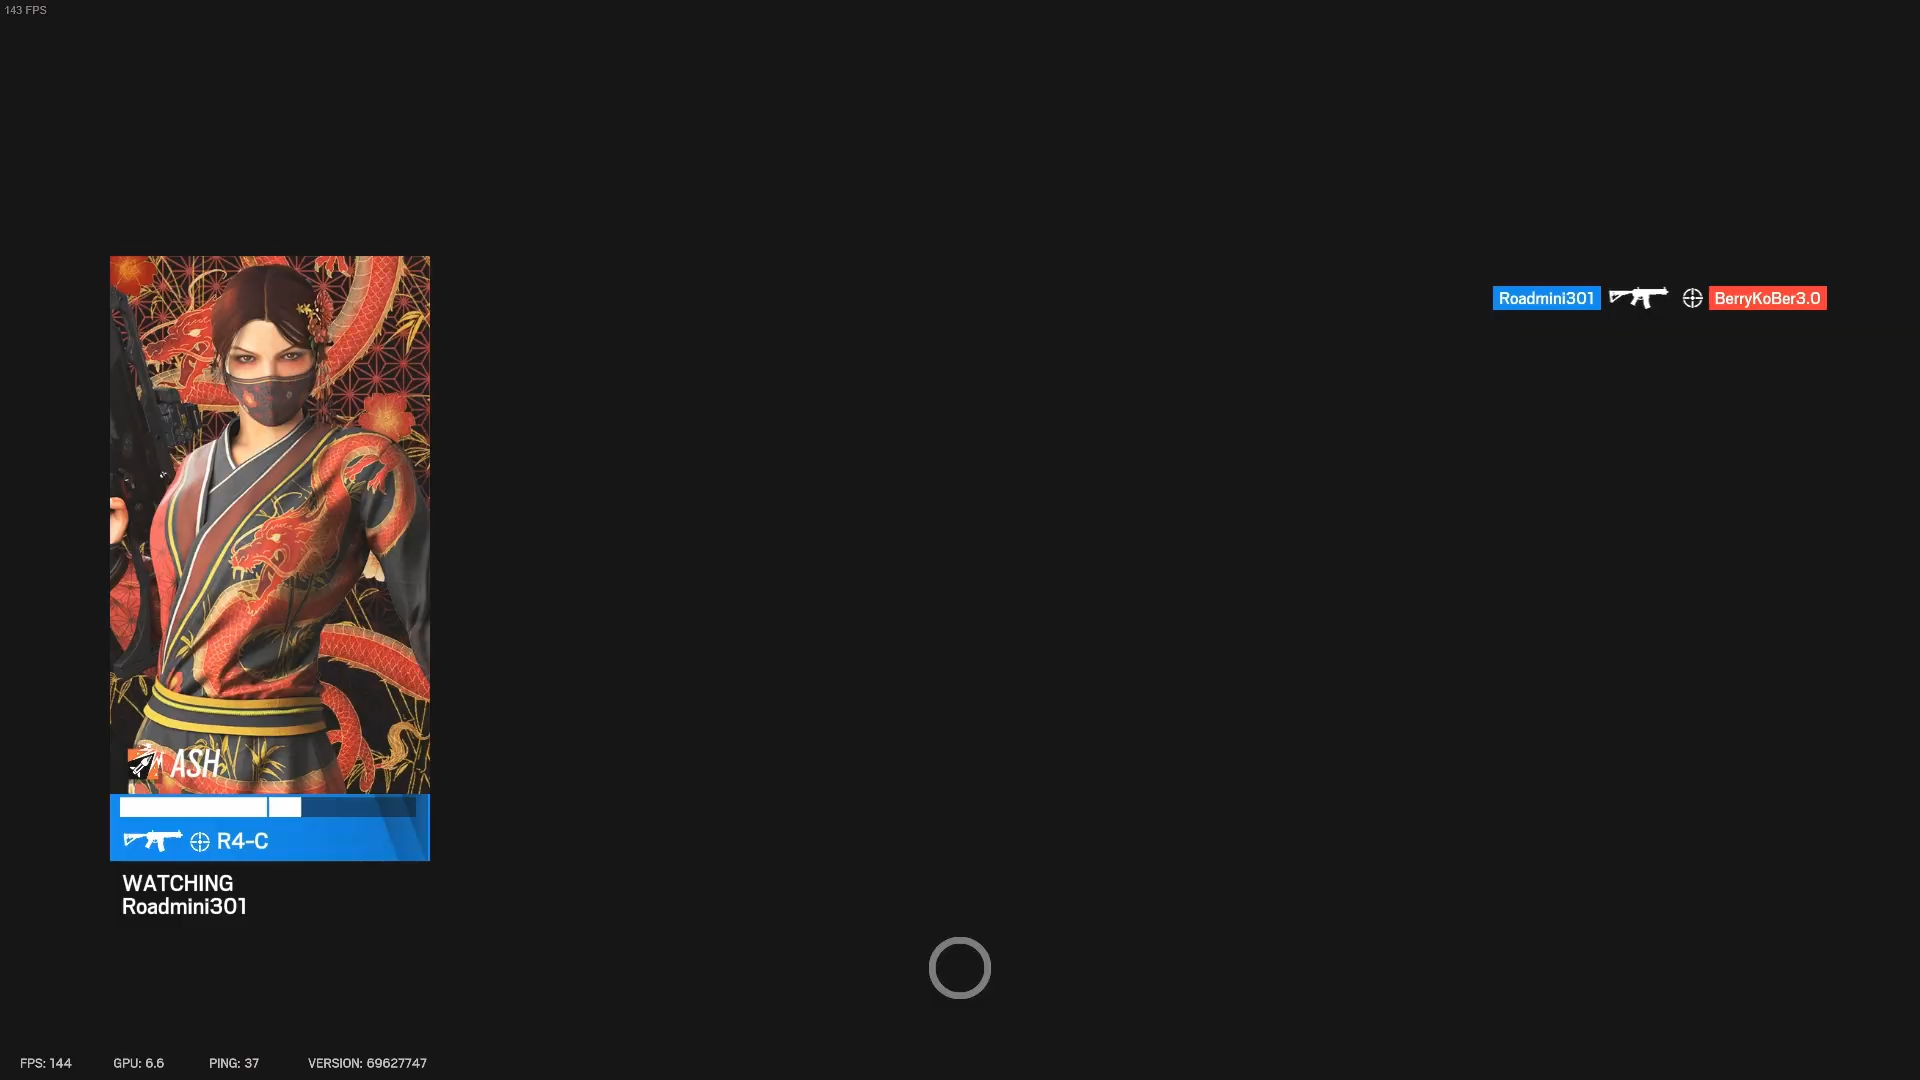 143 FPS
Roadmini301 BerryKoBer3.0
ASH
R4-C
WATCHING
Roadmini301
FPS: 144 GPU: 6.6 PING: 37 VERSION: 69627747